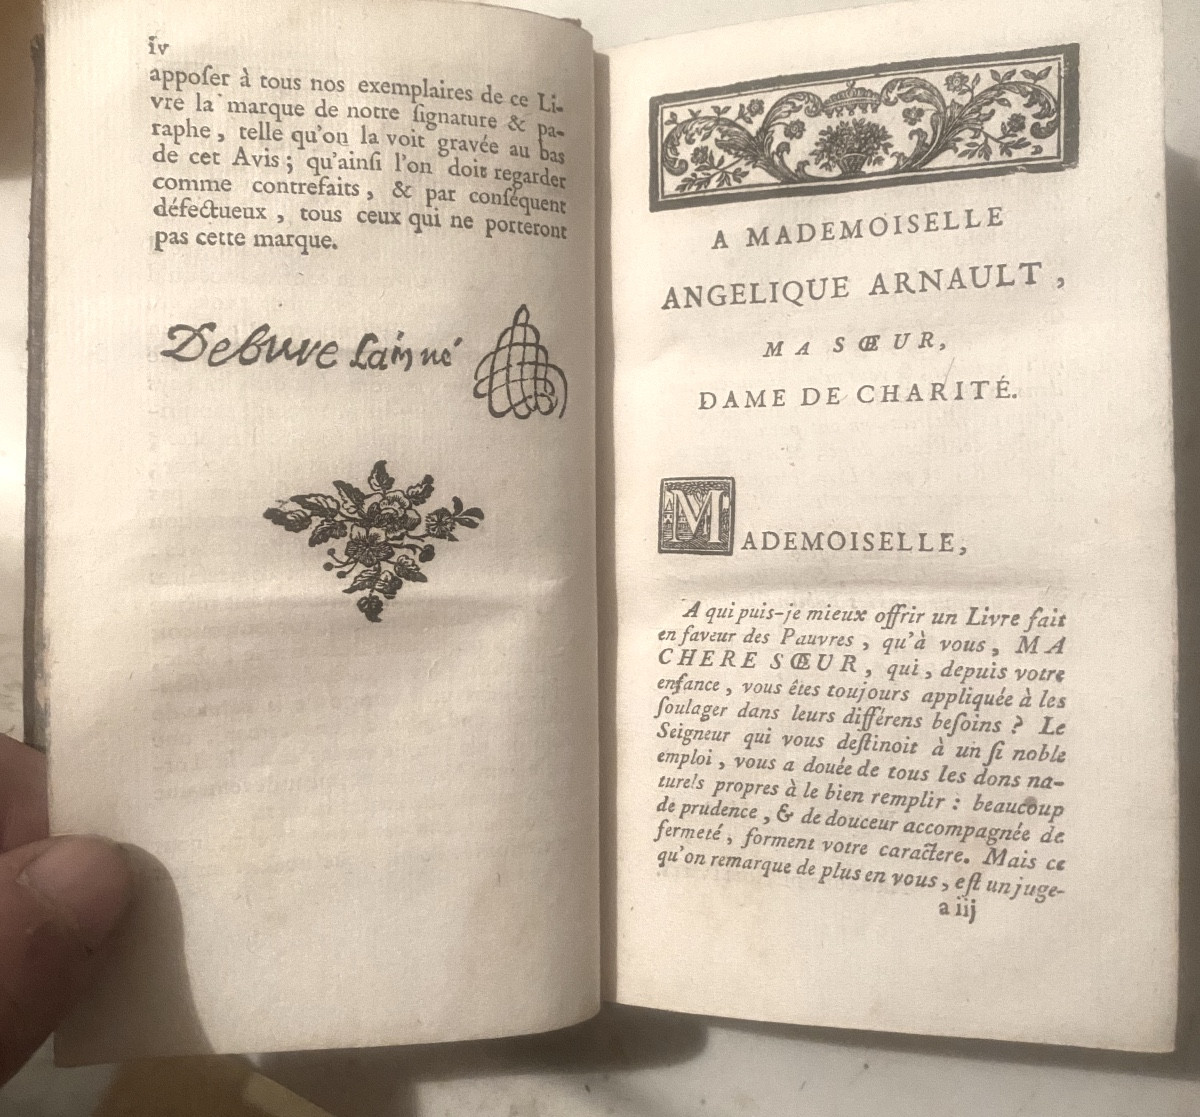 iv
appoſer à tous nos exemplaires de ce Li-
vre la marque de notre ſignature & pa-
raphe, telle qu'on la voit gravée au bas
de cet Avis; qu'ainſi l'on doit regarder
comme contrefaits, & par conſéquent
défectueux, tous ceux qui ne porteront
pas cette marque.
Debure Lainné
A MADEMOISELLE
ANGELIQUE ARNAULT,
MA SŒUR,
DAME DE CHARITÉ.
MADEMOISELLE,
A qui puis-je mieux offrir un Livre fait
en faveur des Pauvres, qu'à vous, MA
CHERE SŒUR, qui, depuis votre
enfance, vous êtes toujours appliquée à les
ſoulager dans leurs différens beſoins? Le
Seigneur qui vous deſtinoit à un ſi noble
emploi, vous a douée de tous les dons na-
turels propres à le bien remplir: beaucoup
de prudence, & de douceur accompagnée de
fermeté, forment votre caractere. Mais ce
qu'on remarque de plus en vous, eſt un juge-
a iij